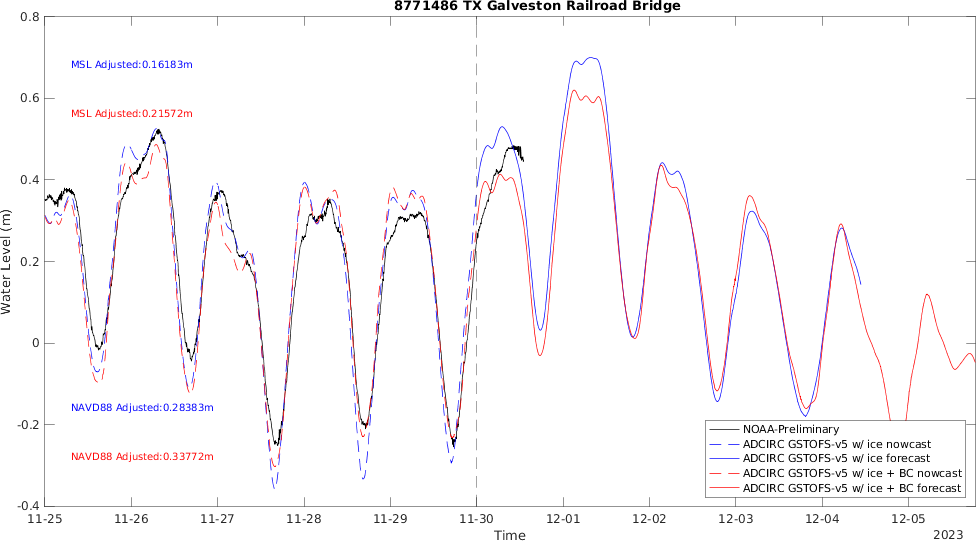 8771486 TX Galveston Railroad Bridge
0.8
0.6
0.4
0.2
0
-0.2
-0.4
Water Level (m)
MSL Adjusted:0.16183m
MSL Adjusted:0.21572m
NAVD88 Adjusted:0.28383m
NAVD88 Adjusted:0.33772m
NOAA-Preliminary
ADCIRC GSTOFS-v5 w/ ice nowcast
ADCIRC GSTOFS-v5 w/ ice forecast
ADCIRC GSTOFS-v5 w/ ice + BC nowcast
ADCIRC GSTOFS-v5 w/ ice + BC forecast
11-25 11-26 11-27 11-28 11-29 11-30 12-01 12-02 12-03 12-04 12-05
Time
2023